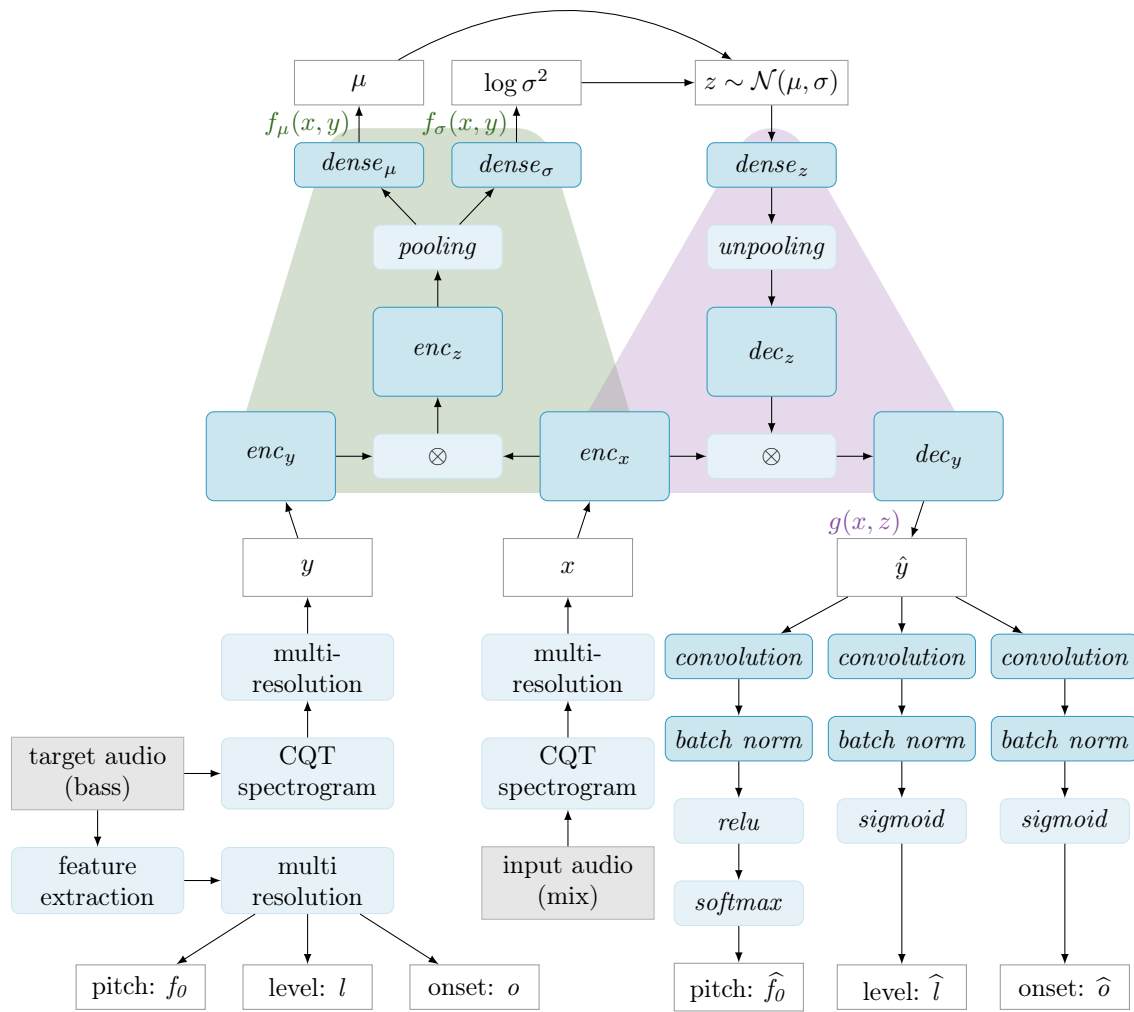 μ
log σ²
z ∼ 𝒩(μ, σ)
f_μ(x, y)
f_σ(x, y)
dense_μ
dense_σ
dense_z
pooling
unpooling
enc_z
dec_z
enc_y
⊗
enc_x
⊗
dec_y
g(x, z)
y
x
ŷ
multi-
resolution
multi-
resolution
convolution
convolution
convolution
target audio
(bass)
CQT
spectrogram
CQT
spectrogram
batch norm
batch norm
batch norm
relu
sigmoid
sigmoid
feature
extraction
multi
resolution
input audio
(mix)
softmax
pitch: f₀
level: l
onset: o
pitch: f̂₀
level: l̂
onset: ô